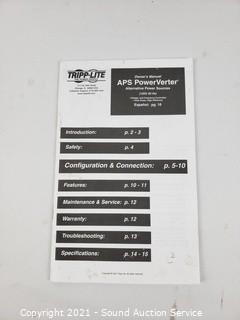 TRIPP·LITE
Owner's Manual
APS PowerVerter®
Alternative Power Sources
Español: pg. 16
Introduction: p. 2 - 3
Safety: p. 4
Configuration & Connection: p. 5-10
Features: p. 10 - 11
Maintenance & Service: p. 12
Warranty: p. 12
Troubleshooting: p. 13
Specifications: p. 14 - 15
© Copyright 2021 - Sound Auction Service